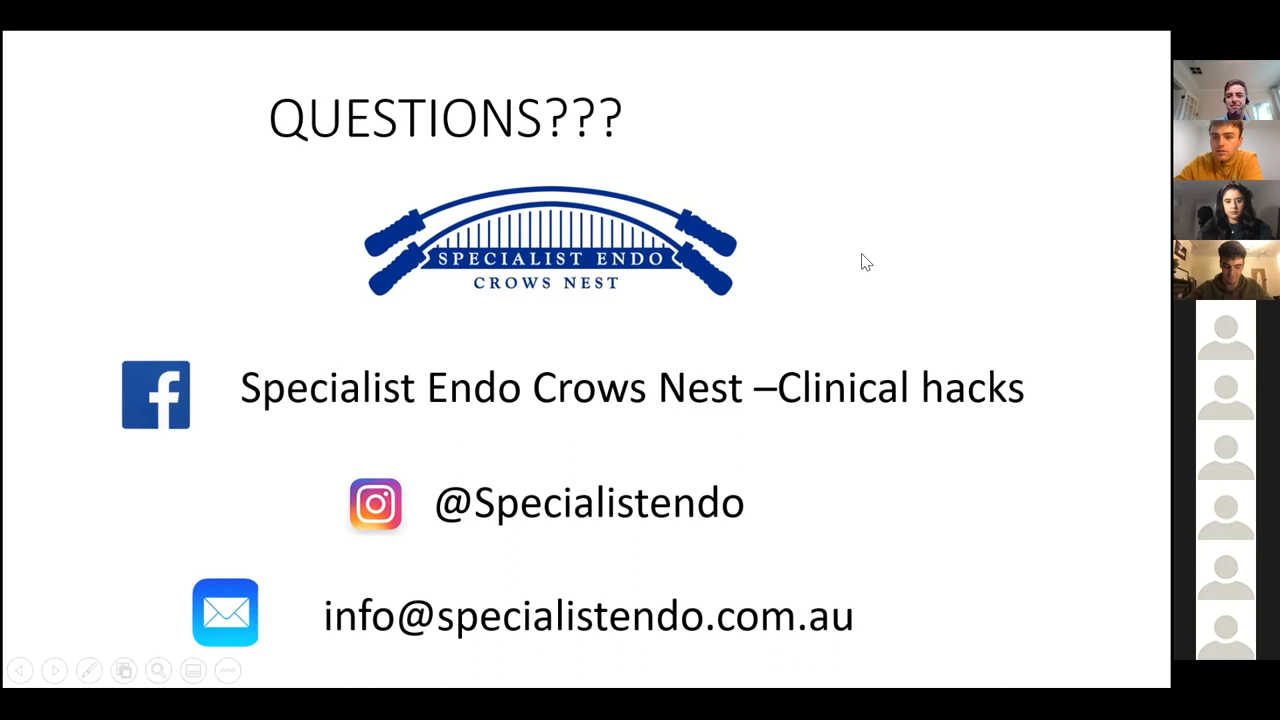 QUESTIONS???
SPECIALIST ENDO
CROWS NEST
Specialist Endo Crows Nest –Clinical hacks
@Specialistendo
info@specialistendo.com.au